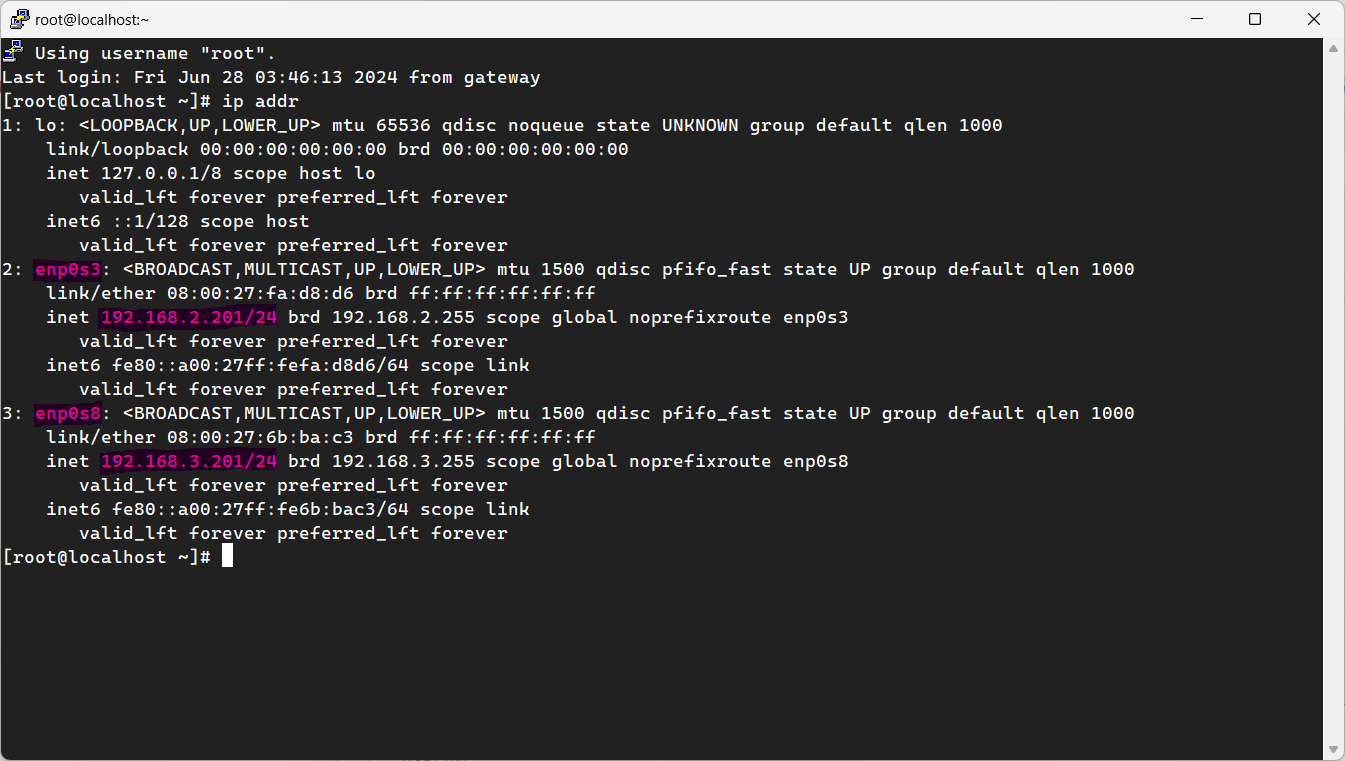 root@localhost:~
Using username "root".
Last login: Fri Jun 28 03:46:13 2024 from gateway
[root@localhost ~]# ip addr
1: lo: <LOOPBACK,UP,LOWER_UP> mtu 65536 qdisc noqueue state UNKNOWN group default qlen 1000
    link/loopback 00:00:00:00:00:00 brd 00:00:00:00:00:00
    inet 127.0.0.1/8 scope host lo
       valid_lft forever preferred_lft forever
    inet6 ::1/128 scope host
       valid_lft forever preferred_lft forever
2: enp0s3: <BROADCAST,MULTICAST,UP,LOWER_UP> mtu 1500 qdisc pfifo_fast state UP group default qlen 1000
    link/ether 08:00:27:fa:d8:d6 brd ff:ff:ff:ff:ff:ff
    inet 192.168.2.201/24 brd 192.168.2.255 scope global noprefixroute enp0s3
       valid_lft forever preferred_lft forever
    inet6 fe80::a00:27ff:fefa:d8d6/64 scope link
       valid_lft forever preferred_lft forever
3: enp0s8: <BROADCAST,MULTICAST,UP,LOWER_UP> mtu 1500 qdisc pfifo_fast state UP group default qlen 1000
    link/ether 08:00:27:6b:ba:c3 brd ff:ff:ff:ff:ff:ff
    inet 192.168.3.201/24 brd 192.168.3.255 scope global noprefixroute enp0s8
       valid_lft forever preferred_lft forever
    inet6 fe80::a00:27ff:fe6b:bac3/64 scope link
       valid_lft forever preferred_lft forever
[root@localhost ~]#